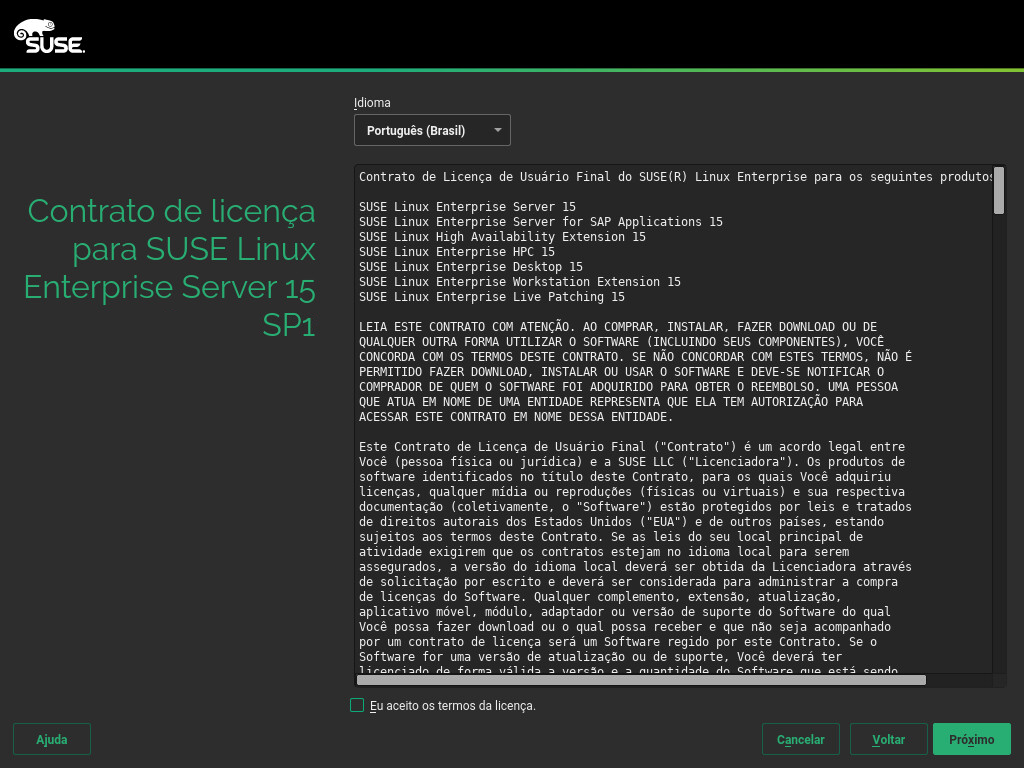 SUSE.
Idioma
Português (Brasil)
Contrato de licença
para SUSE Linux
Enterprise Server 15
SP1
Contrato de Licença de Usuário Final do SUSE(R) Linux Enterprise para os seguintes produtos
SUSE Linux Enterprise Server 15
SUSE Linux Enterprise Server for SAP Applications 15
SUSE Linux High Availability Extension 15
SUSE Linux Enterprise HPC 15
SUSE Linux Enterprise Desktop 15
SUSE Linux Enterprise Workstation Extension 15
SUSE Linux Enterprise Live Patching 15
LEIA ESTE CONTRATO COM ATENÇÃO. AO COMPRAR, INSTALAR, FAZER DOWNLOAD OU DE
QUALQUER OUTRA FORMA UTILIZAR O SOFTWARE (INCLUINDO SEUS COMPONENTES), VOCÊ
CONCORDA COM OS TERMOS DESTE CONTRATO. SE NÃO CONCORDAR COM ESTES TERMOS, NÃO É
PERMITIDO FAZER DOWNLOAD, INSTALAR OU USAR O SOFTWARE E DEVE-SE NOTIFICAR O
COMPRADOR DE QUEM O SOFTWARE FOI ADQUIRIDO PARA OBTER O REEMBOLSO. UMA PESSOA
QUE ATUA EM NOME DE UMA ENTIDADE REPRESENTA QUE ELA TEM AUTORIZAÇÃO PARA
ACESSAR ESTE CONTRATO EM NOME DESSA ENTIDADE.
Este Contrato de Licença de Usuário Final ("Contrato") é um acordo legal entre
Você (pessoa física ou jurídica) e a SUSE LLC ("Licenciadora"). Os produtos de
software identificados no título deste Contrato, para os quais Você adquiriu
licenças, qualquer mídia ou reproduções (físicas ou virtuais) e sua respectiva
documentação (coletivamente, o "Software") estão protegidos por leis e tratados
de direitos autorais dos Estados Unidos ("EUA") e de outros países, estando
sujeitos aos termos deste Contrato. Se as leis do seu local principal de
atividade exigirem que os contratos estejam no idioma local para serem
assegurados, a versão do idioma local deverá ser obtida da Licenciadora através
de solicitação por escrito e deverá ser considerada para administrar a compra
de licenças do Software. Qualquer complemento, extensão, atualização,
aplicativo móvel, módulo, adaptador ou versão de suporte do Software do qual
Você possa fazer download ou o qual possa receber e que não seja acompanhado
por um contrato de licença será um Software regido por este Contrato. Se o
Software for uma versão de atualização ou de suporte, Você deverá ter
licenciado de forma válida a versão e a quantidade do Software que está sendo
Eu aceito os termos da licença.
Ajuda
Cancelar
Voltar
Próximo